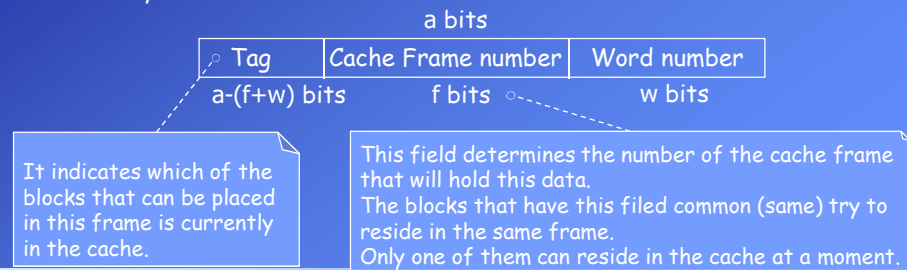 a bits
Tag Cache Frame number Word number
a-(f+w) bits f bits w bits
It indicates which of the
blocks that can be placed
in this frame is currently
in the cache.
This field determines the number of the cache frame
that will hold this data.
The blocks that have this filed common (same) try to
reside in the same frame.
Only one of them can reside in the cache at a moment.